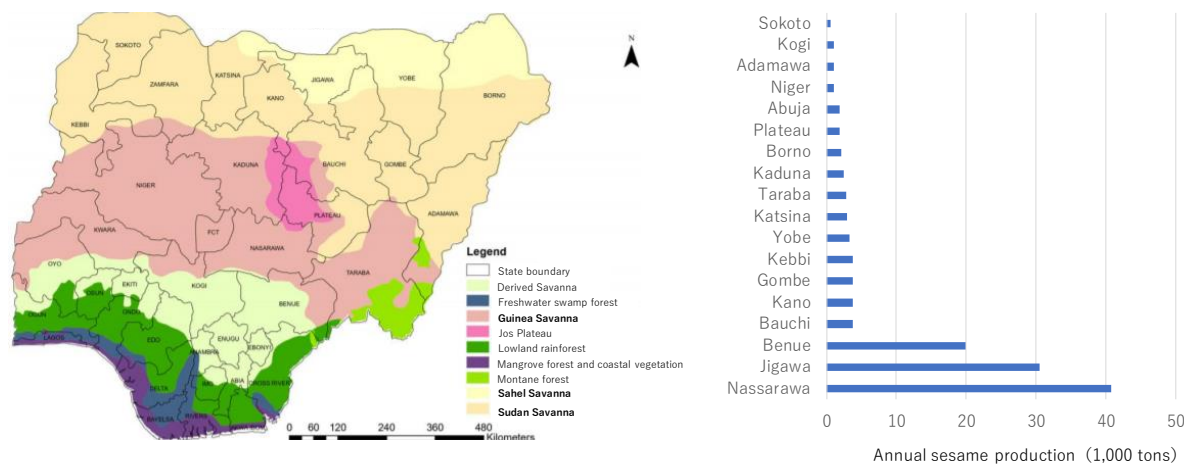 SOKOTO
ZAMFARA
KATSINA
KANO
JIGAWA
YOBE
BORNO
KEBBI
KADUNA
BAUCHI
GOMBE
NIGER
PLATEAU
ADAMAWA
KWARA
FCT
NASARAWA
TARABA
OYO
EKITI
KOGI
OSUN
BENUE
OGUN
ONDO
LAGOS
EDO
ENUGU
ANAMBRA
EBONYI
DELTA
IMO
ABIA
CROSS RIVER
BAYELSA
RIVERS
N
Legend
State boundary
Derived Savanna
Freshwater swamp forest
Guinea Savanna
Jos Plateau
Lowland rainforest
Mangrove forest and coastal vegetation
Montane forest
Sahel Savanna
Sudan Savanna
0 60 120 240 360 480
Kilometers
Sokoto
Kogi
Adamawa
Niger
Abuja
Plateau
Borno
Kaduna
Taraba
Katsina
Yobe
Kebbi
Gombe
Kano
Bauchi
Benue
Jigawa
Nassarawa
0 10 20 30 40 50
Annual sesame production (1,000 tons)